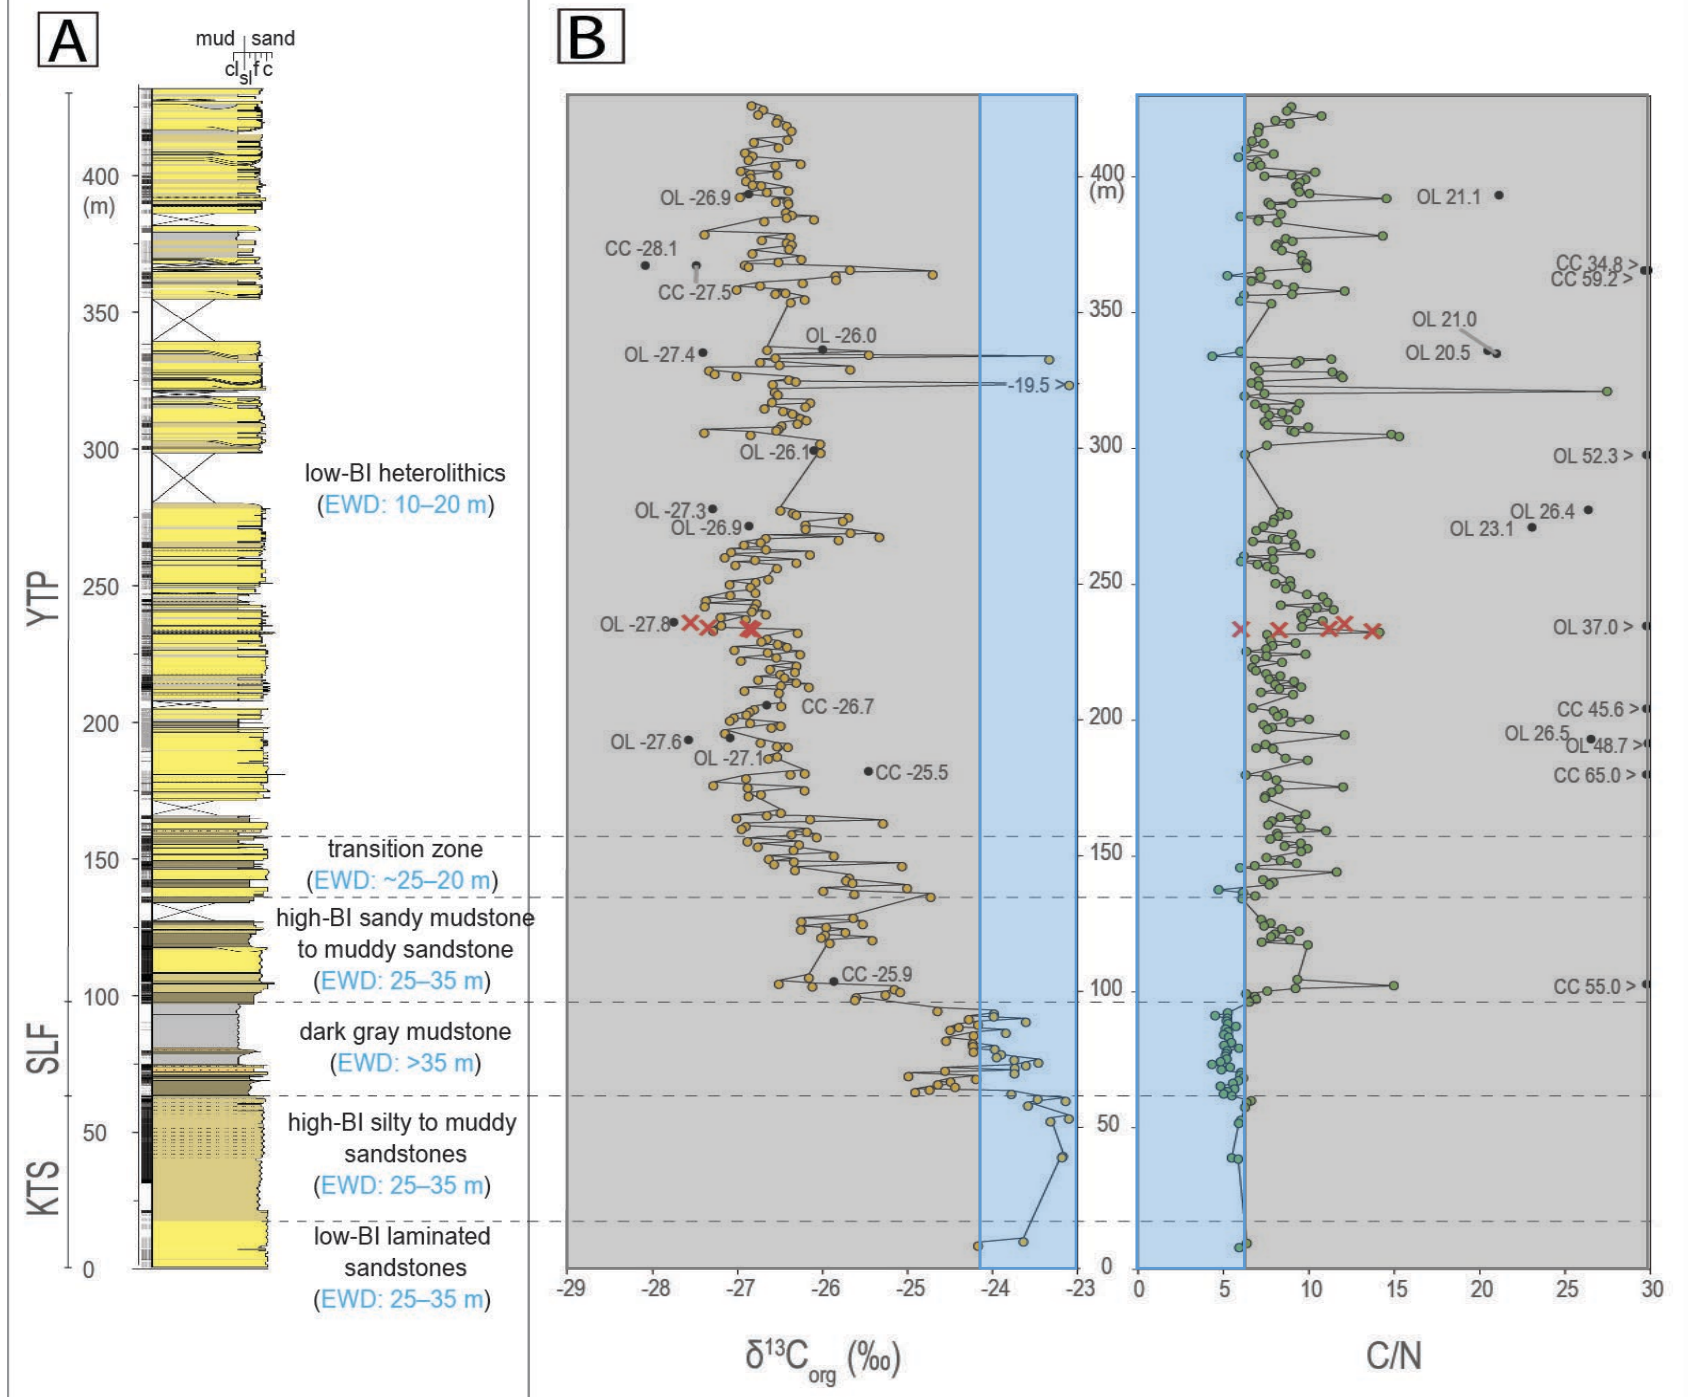 A
mud sand
cl sl f c
400
(m)
350
300
250
200
150
100
50
0
YTP
SLF
KTS
low-BI heterolithics
(EWD: 10–20 m)
transition zone
(EWD: ~25–20 m)
high-BI sandy mudstone
to muddy sandstone
(EWD: 25–35 m)
dark gray mudstone
(EWD: >35 m)
high-BI silty to muddy
sandstones
(EWD: 25–35 m)
low-BI laminated
sandstones
(EWD: 25–35 m)
B
OL -26.9
CC -28.1
CC -27.5
OL -26.0
OL -27.4
-19.5 >
OL -26.1
OL -27.3
OL -26.9
OL -27.8
CC -26.7
OL -27.6
OL -27.1
CC -25.5
CC -25.9
-29 -28 -27 -26 -25 -24 -23
δ13Corg (‰)
400
(m)
350
300
250
200
150
100
50
0
OL 21.1
CC 34.8 >
CC 59.2 >
OL 21.0
OL 20.5
OL 52.3 >
OL 26.4
OL 23.1
OL 37.0 >
CC 45.6 >
OL 26.5
OL 48.7 >
CC 65.0 >
CC 55.0 >
0 5 10 15 20 25 30
C/N